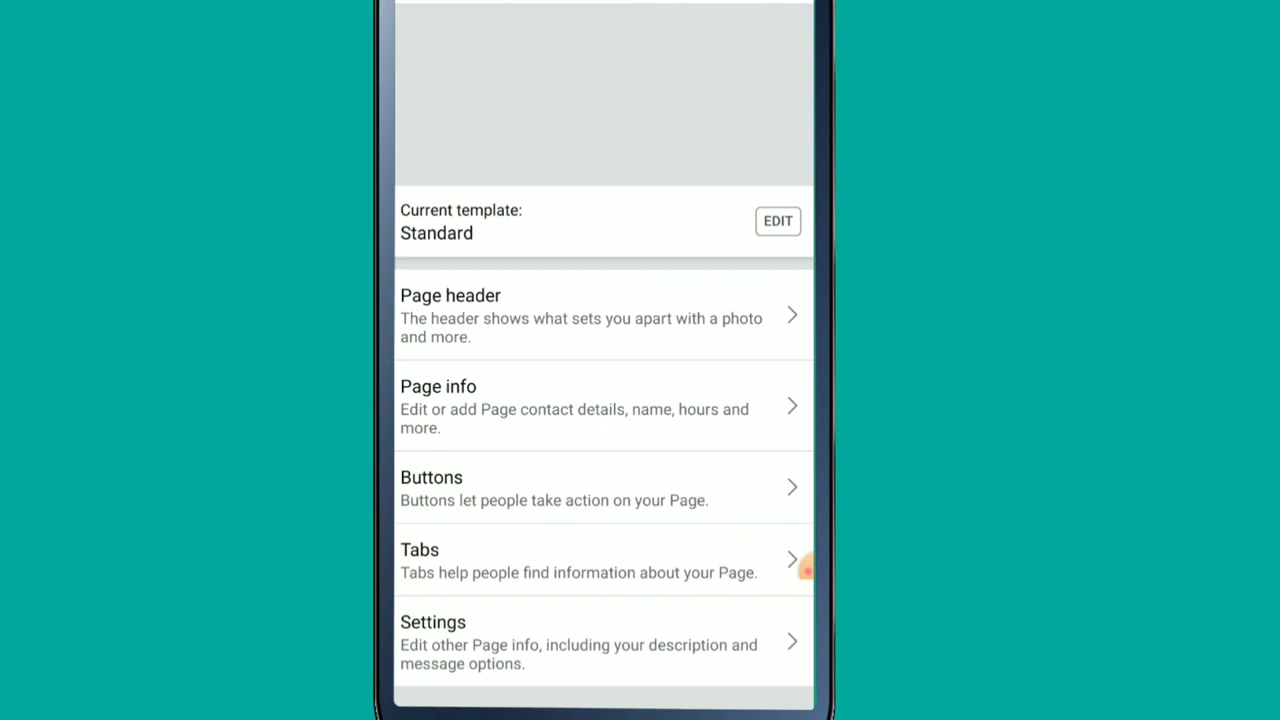 Current template:
Standard
EDIT
Page header
The header shows what sets you apart with a photo
and more.
Page info
Edit or add Page contact details, name, hours and
more.
Buttons
Buttons let people take action on your Page.
Tabs
Tabs help people find information about your Page.
Settings
Edit other Page info, including your description and
message options.